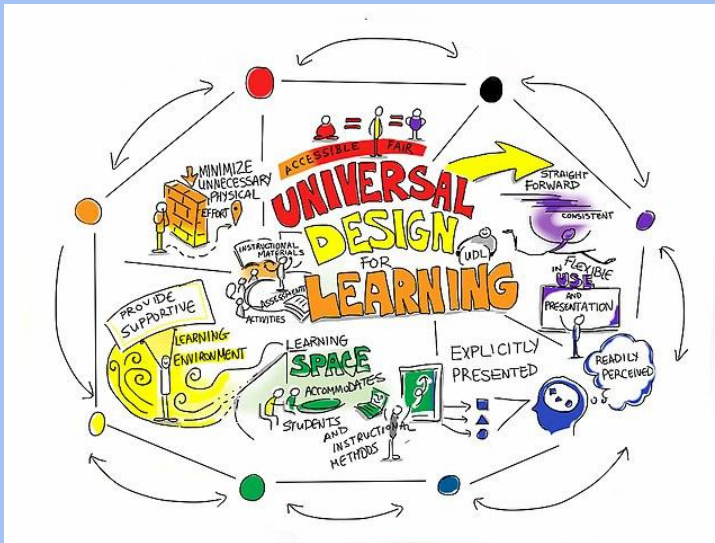 ACCESSIBLE FAIR
UNIVERSAL
DESIGN
FOR
LEARNING
UDL
STRAIGHT
FORWARD
CONSISTENT
FLEXIBLE
IN USE
AND
PRESENTATION
READILY
PERCEIVED
EXPLICITLY
PRESENTED
LEARNING
SPACE
ACCOMMODATES
STUDENTS
AND
INSTRUCTIONAL
METHODS
PROVIDE
SUPPORTIVE
LEARNING
ENVIRONMENT
MINIMIZE
UNNECESSARY
PHYSICAL
EFFORT
INSTRUCTIONAL
MATERIALS
ASSESSMENT
ACTIVITIES